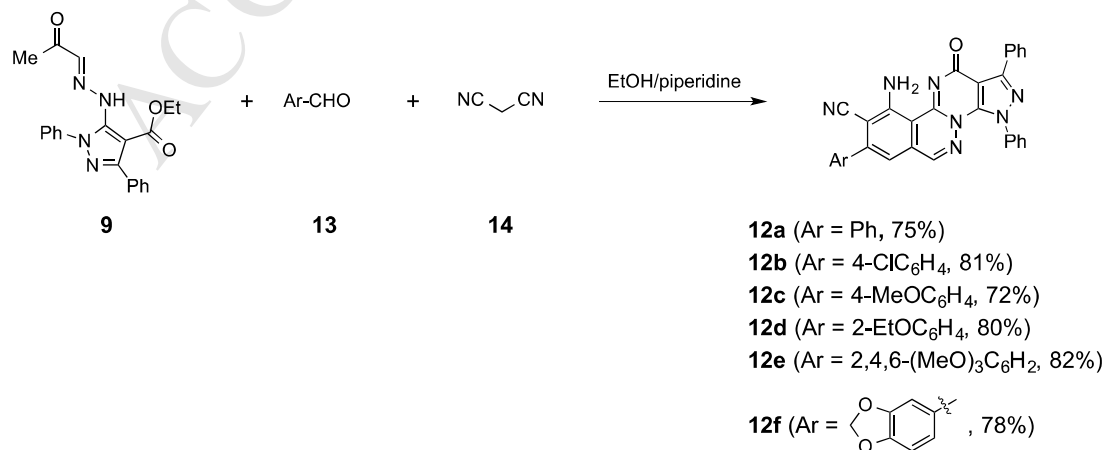 ACC
O
Me
N
NH
OEt
O
Ph
N
N
Ph
+
Ar-CHO
+
NC
CN
EtOH/piperidine
O
Ph
NH₂
N
N
NC
N
N
N
Ph
Ar
9
13
14
12a (Ar = Ph, 75%)
12b (Ar = 4-ClC₆H₄, 81%)
12c (Ar = 4-MeOC₆H₄, 72%)
12d (Ar = 2-EtOC₆H₄, 80%)
12e (Ar = 2,4,6-(MeO)₃C₆H₂, 82%)
O
12f (Ar = , 78%)
O